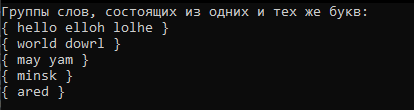 Группы слов, состоящих из одних и тех же букв:
{ hello elloh lolhe }
{ world dowrl }
{ may yam }
{ minsk }
{ ared }